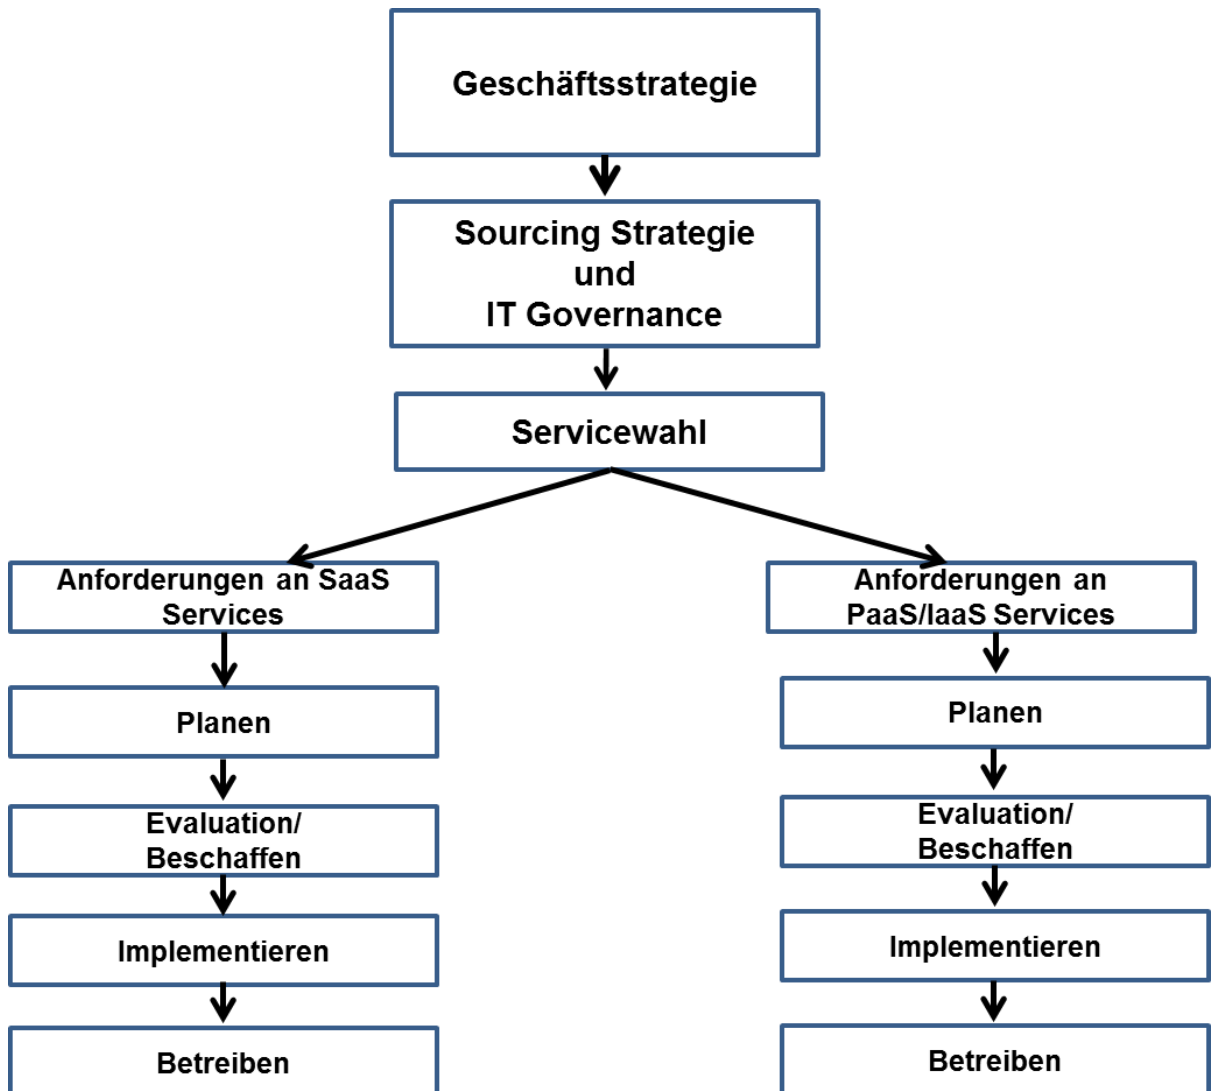 Geschäftsstrategie
Sourcing Strategie
und
IT Governance
Servicewahl
Anforderungen an SaaS
Services
Planen
Evaluation/
Beschaffen
Implementieren
Betreiben
Anforderungen an
PaaS/IaaS Services
Planen
Evaluation/
Beschaffen
Implementieren
Betreiben